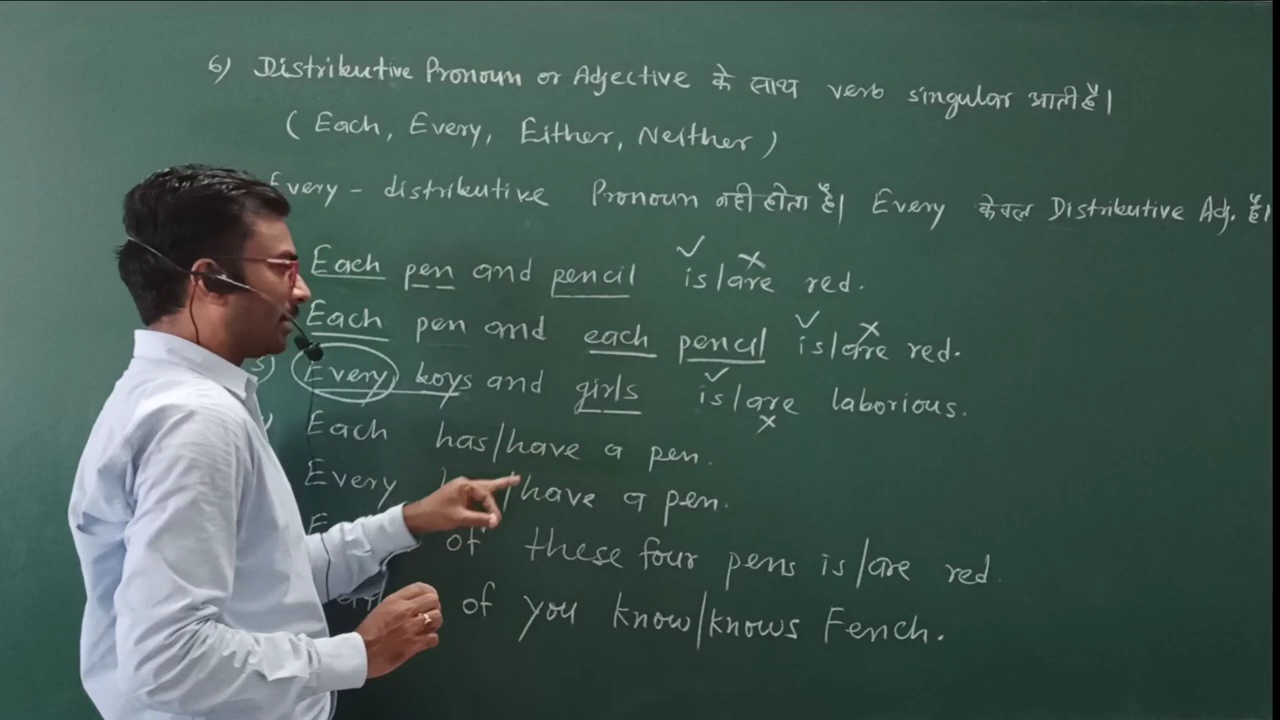 6) Distributive Pronoun or Adjective के साथ verb singular आती है।
(Each, Every, Either, Neither)
Every - distributive Pronoun नही होता है। Every केवल Distributive Adj. है।
Each pen and pencil is/are red.
Each pen and each pencil is/are red.
3) Every boys and girls is/are laborious.
Each has/have a pen.
Every /have a pen.
of these four pens is/are red.
of you know/knows Fench.